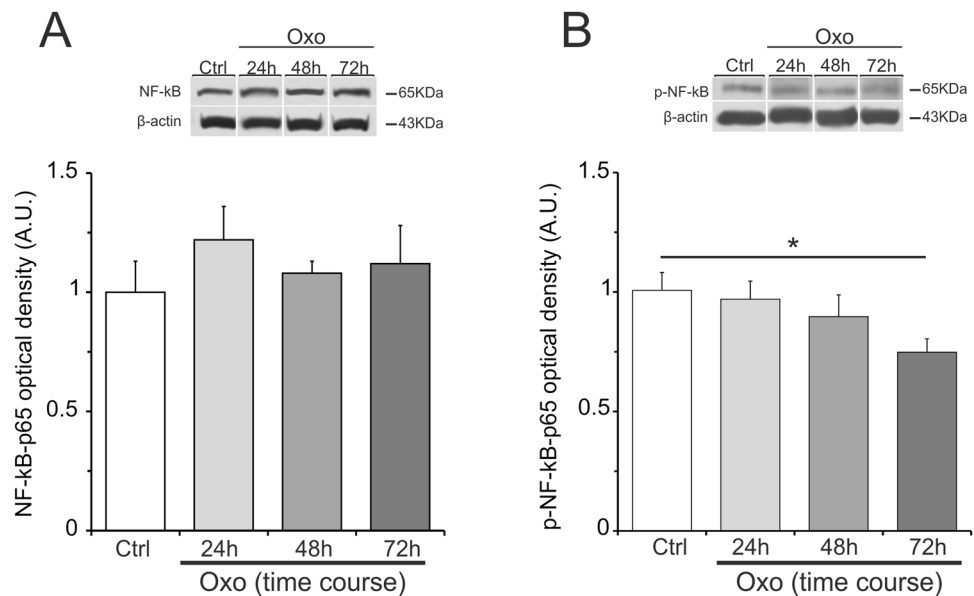 A
Oxo
Ctrl 24h 48h 72h
NF-kB –65KDa
β-actin –43KDa
NF-kB-p65 optical density (A.U.)
1.5
1
0.5
0
Ctrl 24h 48h 72h
Oxo (time course)
B
Oxo
Ctrl 24h 48h 72h
p-NF-kB –65KDa
β-actin –43KDa
p-NF-kB-p65 optical density (A.U.)
1.5
1
0.5
0
*
Ctrl 24h 48h 72h
Oxo (time course)